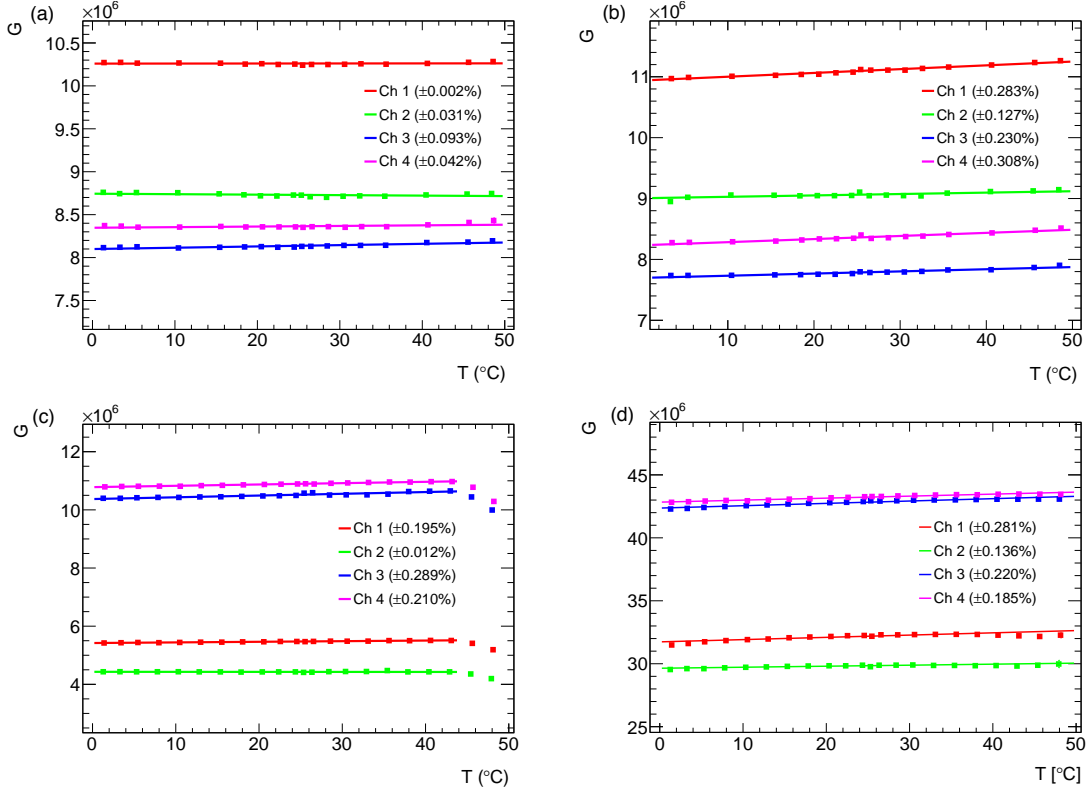 (a)
×10⁶
G
10.5
10
9.5
9
8.5
8
7.5
Ch 1 (±0.002%)
Ch 2 (±0.031%)
Ch 3 (±0.093%)
Ch 4 (±0.042%)
0 10 20 30 40 50
T (°C)
(b)
×10⁶
G
11
10
9
8
7
Ch 1 (±0.283%)
Ch 2 (±0.127%)
Ch 3 (±0.230%)
Ch 4 (±0.308%)
10 20 30 40 50
T (°C)
(c)
×10⁶
G
12
10
8
6
4
Ch 1 (±0.195%)
Ch 2 (±0.012%)
Ch 3 (±0.289%)
Ch 4 (±0.210%)
0 10 20 30 40 50
T (°C)
(d)
×10⁶
G
45
40
35
30
25
Ch 1 (±0.281%)
Ch 2 (±0.136%)
Ch 3 (±0.220%)
Ch 4 (±0.185%)
0 10 20 30 40 50
T [°C]